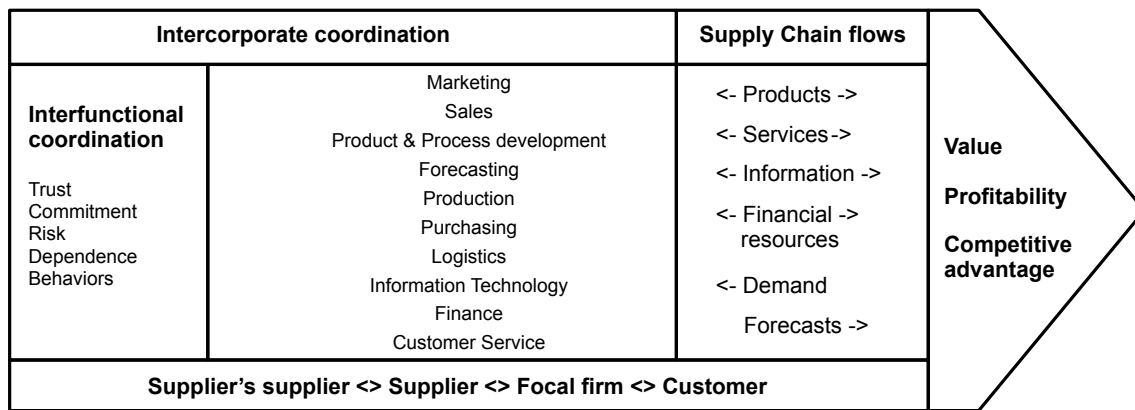 Intercorporate coordination
Supply Chain flows
Interfunctional
coordination
Trust
Commitment
Risk
Dependence
Behaviors
Marketing
Sales
Product & Process development
Forecasting
Production
Purchasing
Logistics
Information Technology
Finance
Customer Service
<- Products ->
<- Services->
<- Information ->
<- Financial ->
resources
<- Demand
Forecasts ->
Value
Profitability
Competitive
advantage
Supplier’s supplier <> Supplier <> Focal firm <> Customer